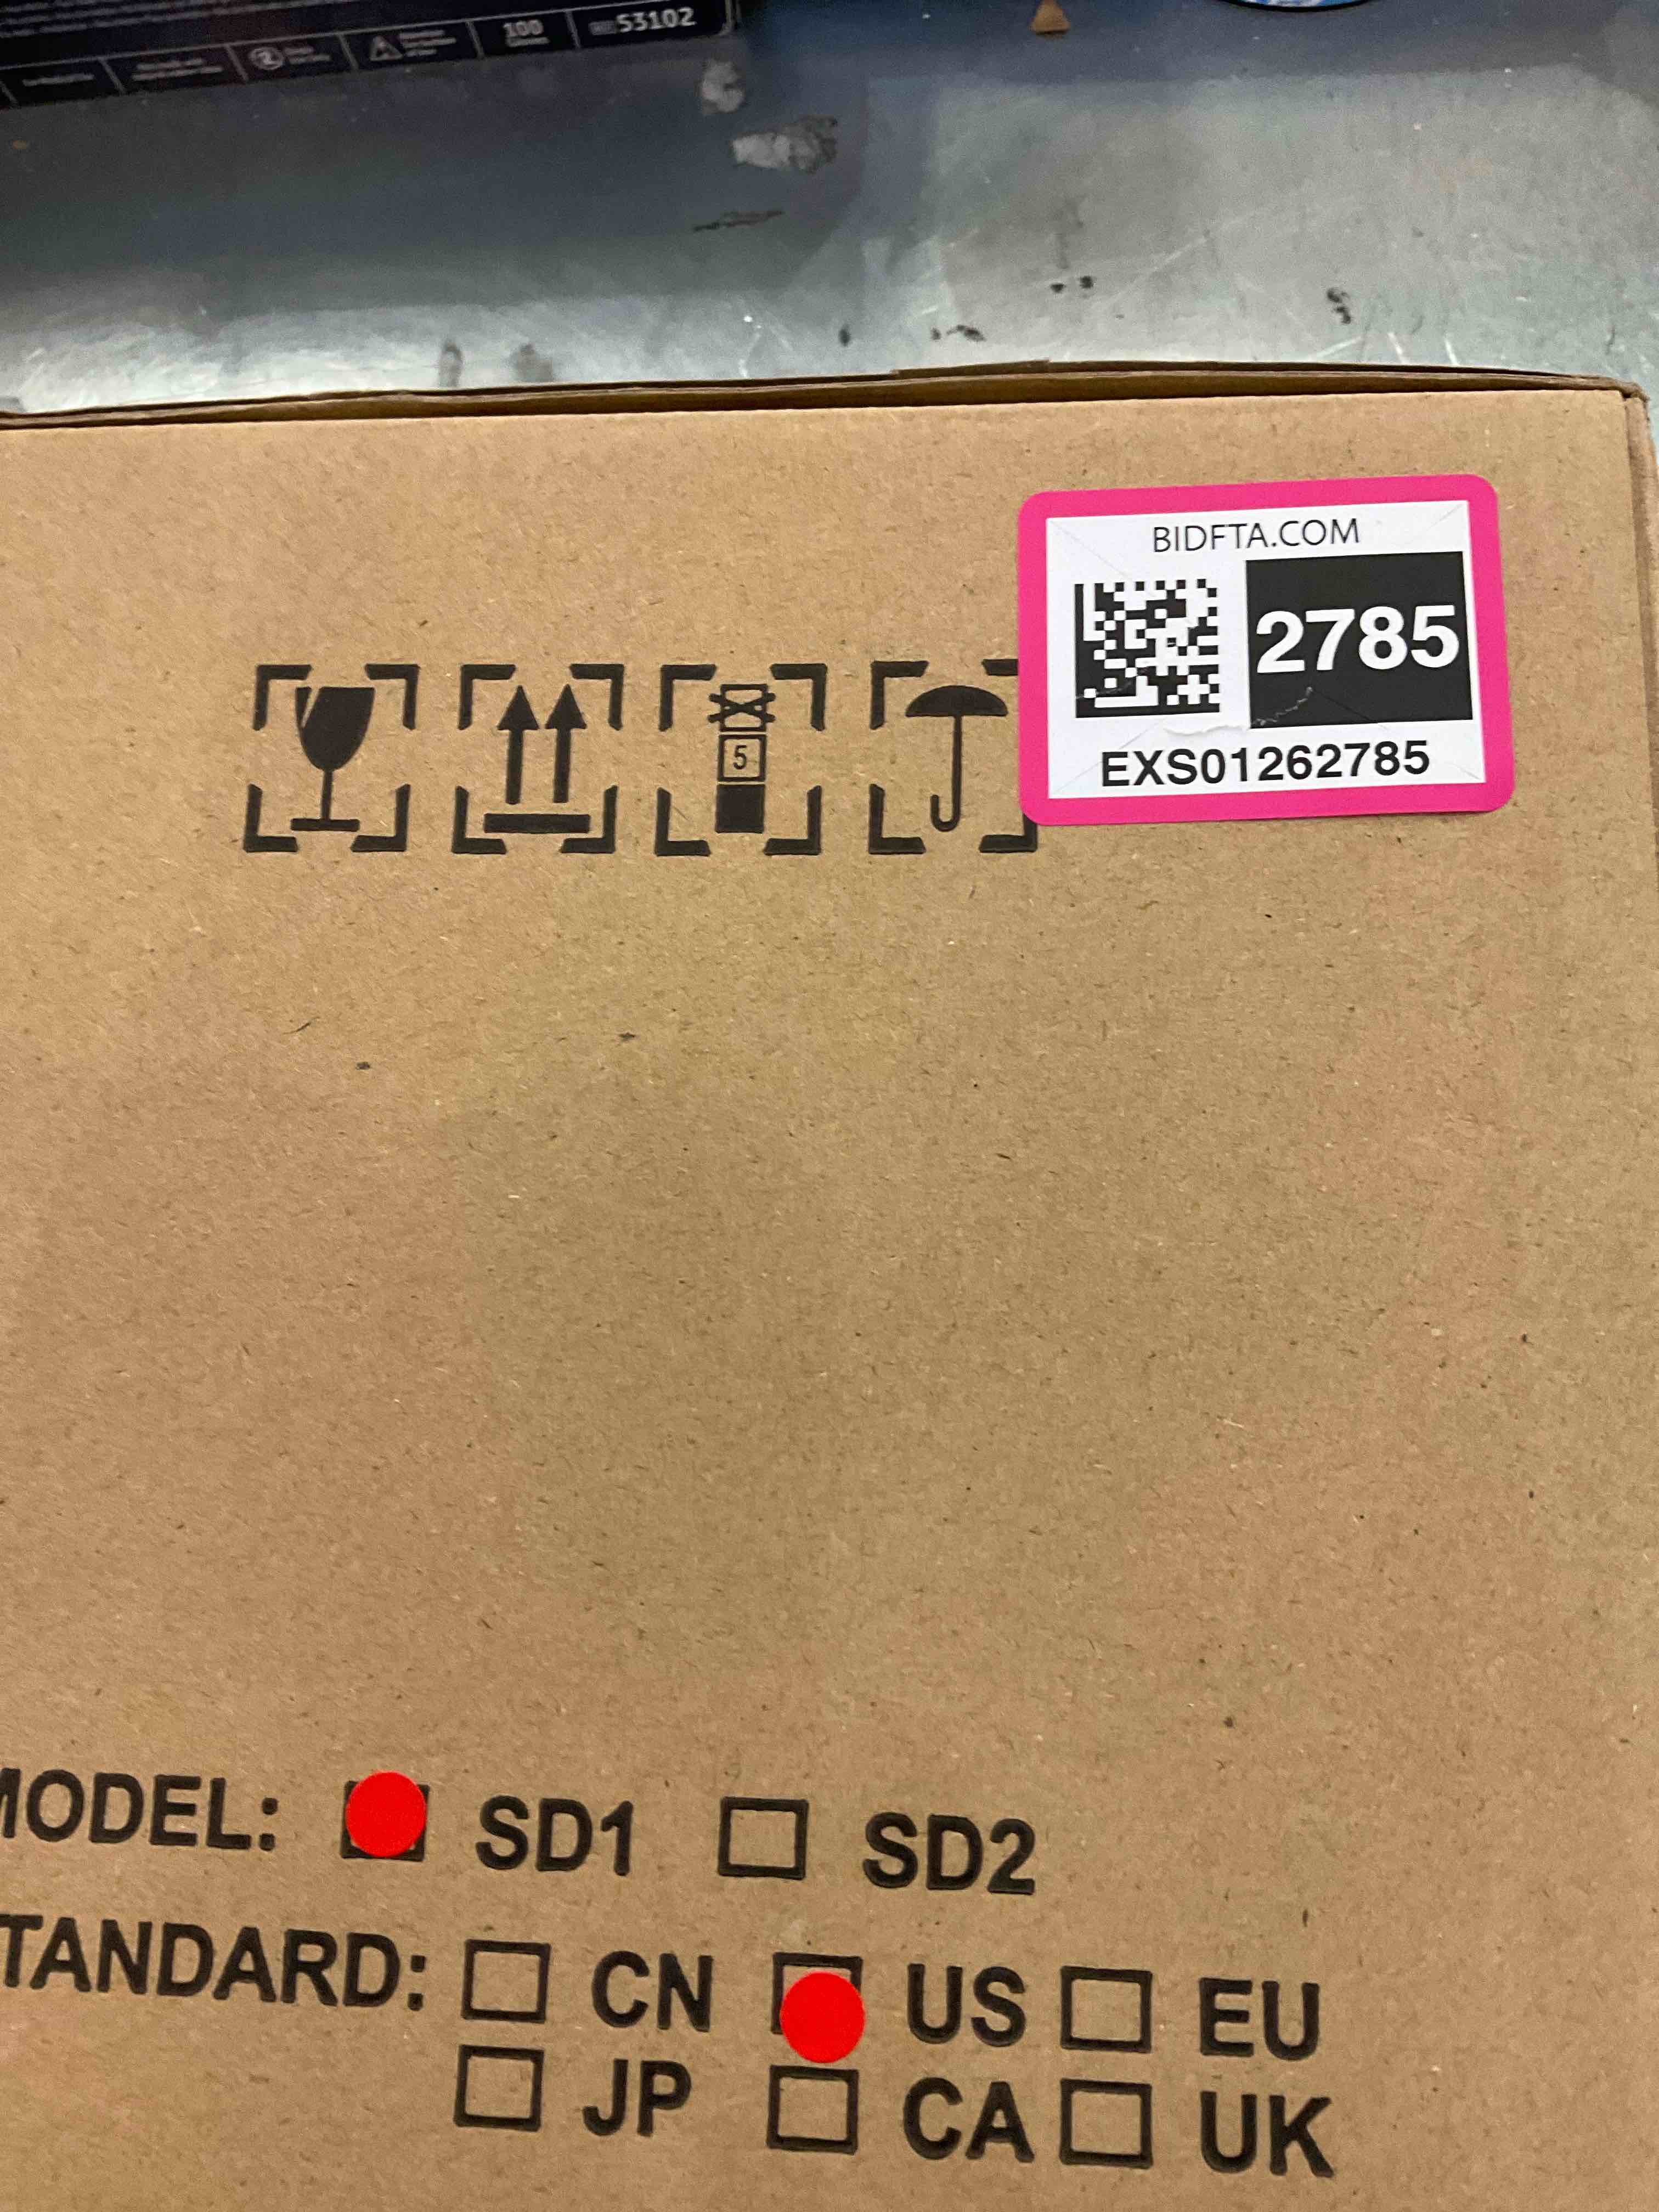 100
53102
BIDFTA.COM
2785
EXS01262785
5
MODEL: SD1 SD2
TANDARD: CN US EU
JP CA UK